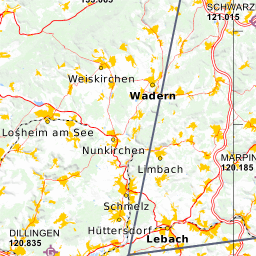 SCHWARZ
121.015
Weiskirchen
Wadern
Losheim am See
Nunkirchen
Limbach
MARPIN
120.185
Schmelz
DILLINGEN
120.835
Hüttersdorf
Lebach